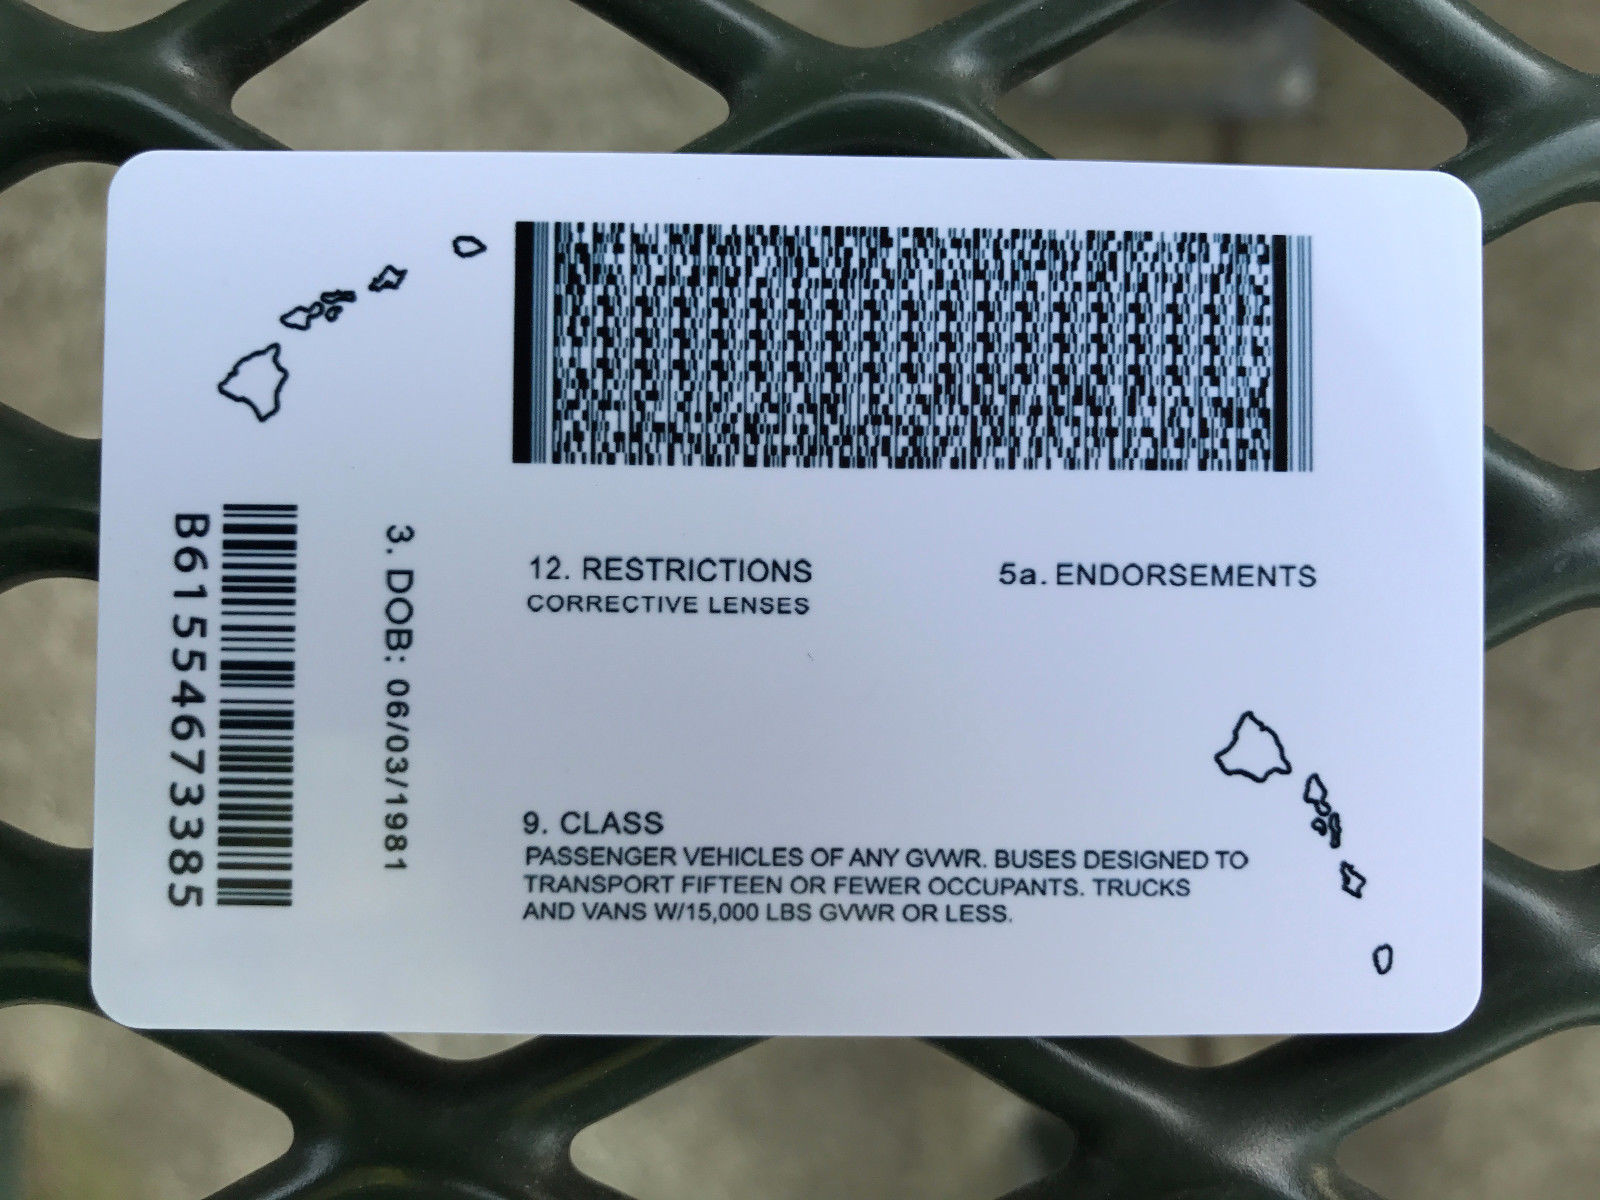 12. RESTRICTIONS
CORRECTIVE LENSES
5a. ENDORSEMENTS
9. CLASS
PASSENGER VEHICLES OF ANY GVWR. BUSES DESIGNED TO
TRANSPORT FIFTEEN OR FEWER OCCUPANTS. TRUCKS
AND VANS W/15,000 LBS GVWR OR LESS.
3. DOB: 06/03/1981
B61554673385